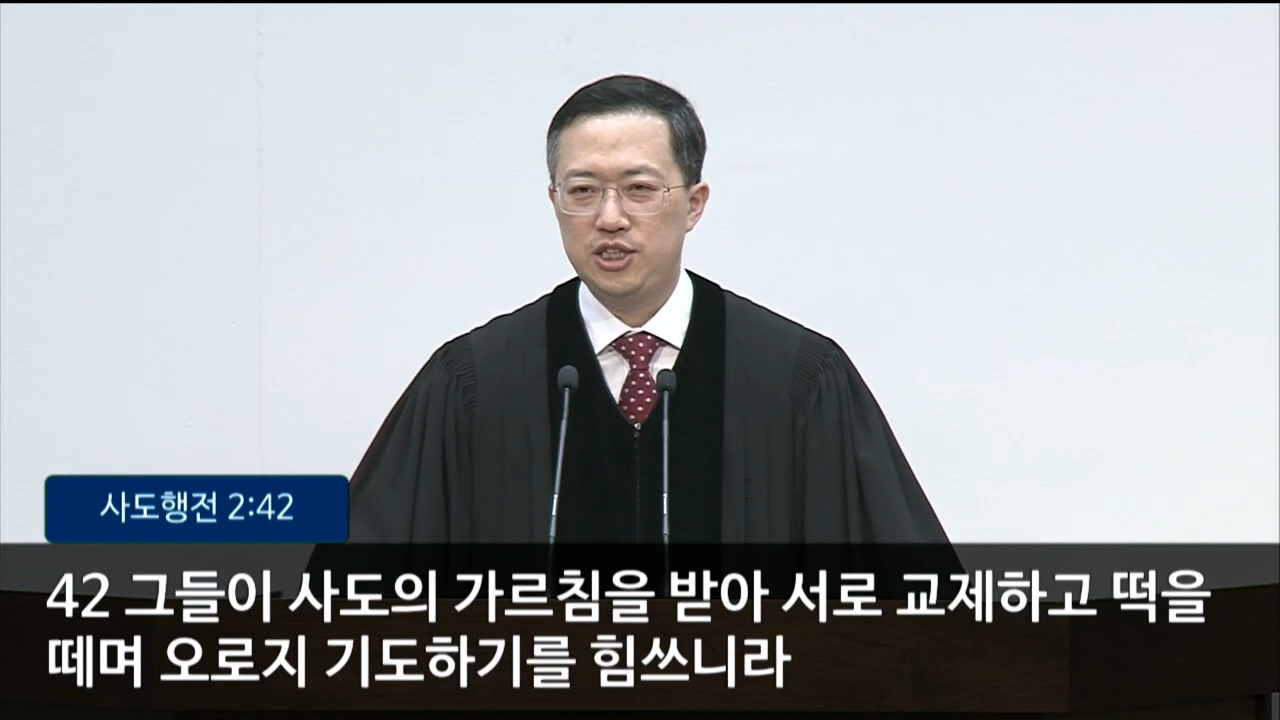 사도행전 2:42
42 그들이 사도의 가르침을 받아 서로 교제하고 떡을
떼며 오로지 기도하기를 힘쓰니라